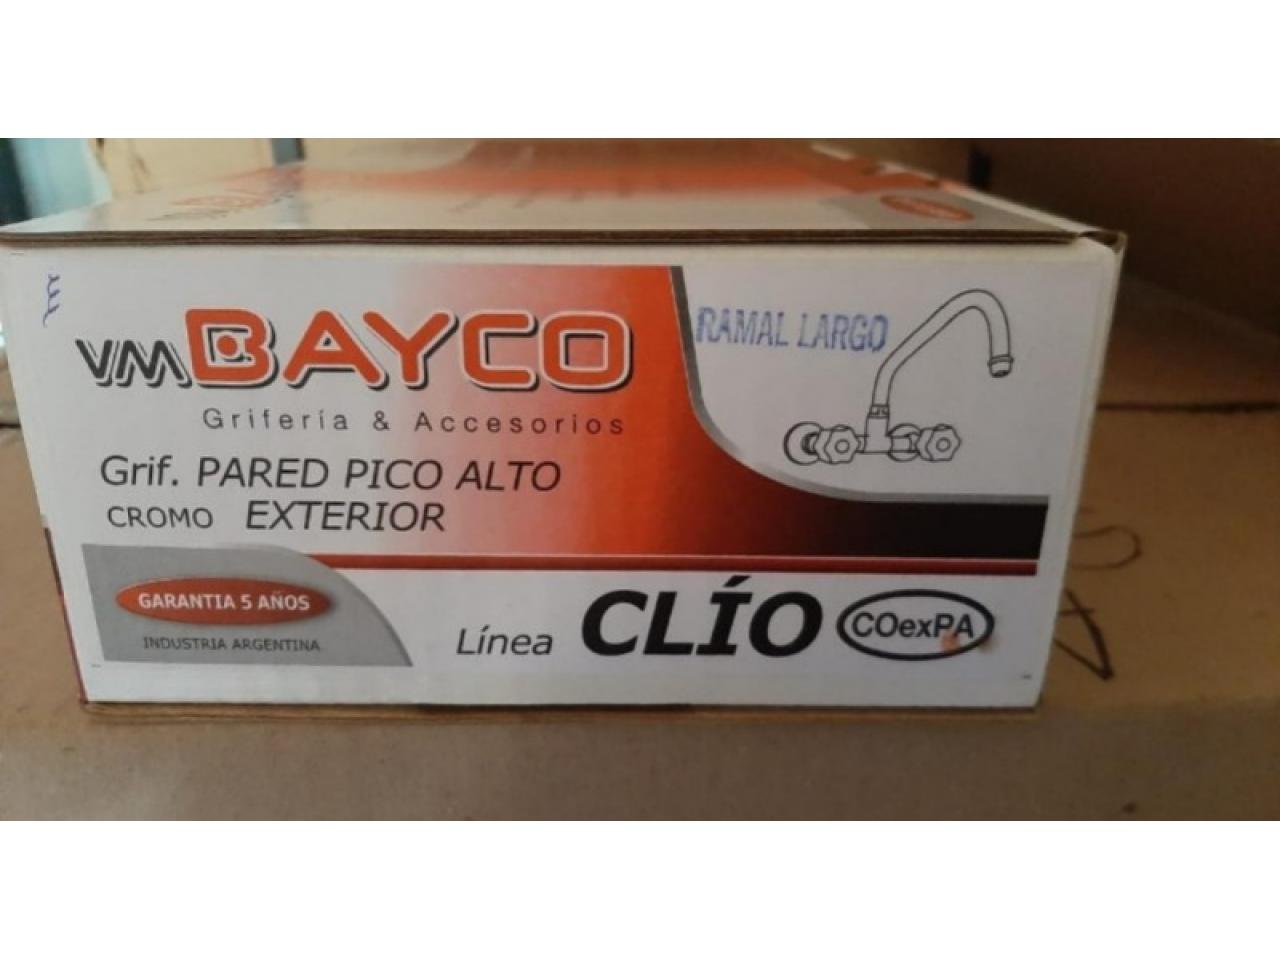 VM BAYCO
Grifería & Accesorios
RAMAL LARGO
Grif. PARED PICO ALTO
CROMO EXTERIOR
GARANTIA 5 AÑOS
INDUSTRIA ARGENTINA
Línea CLÍO COexPA